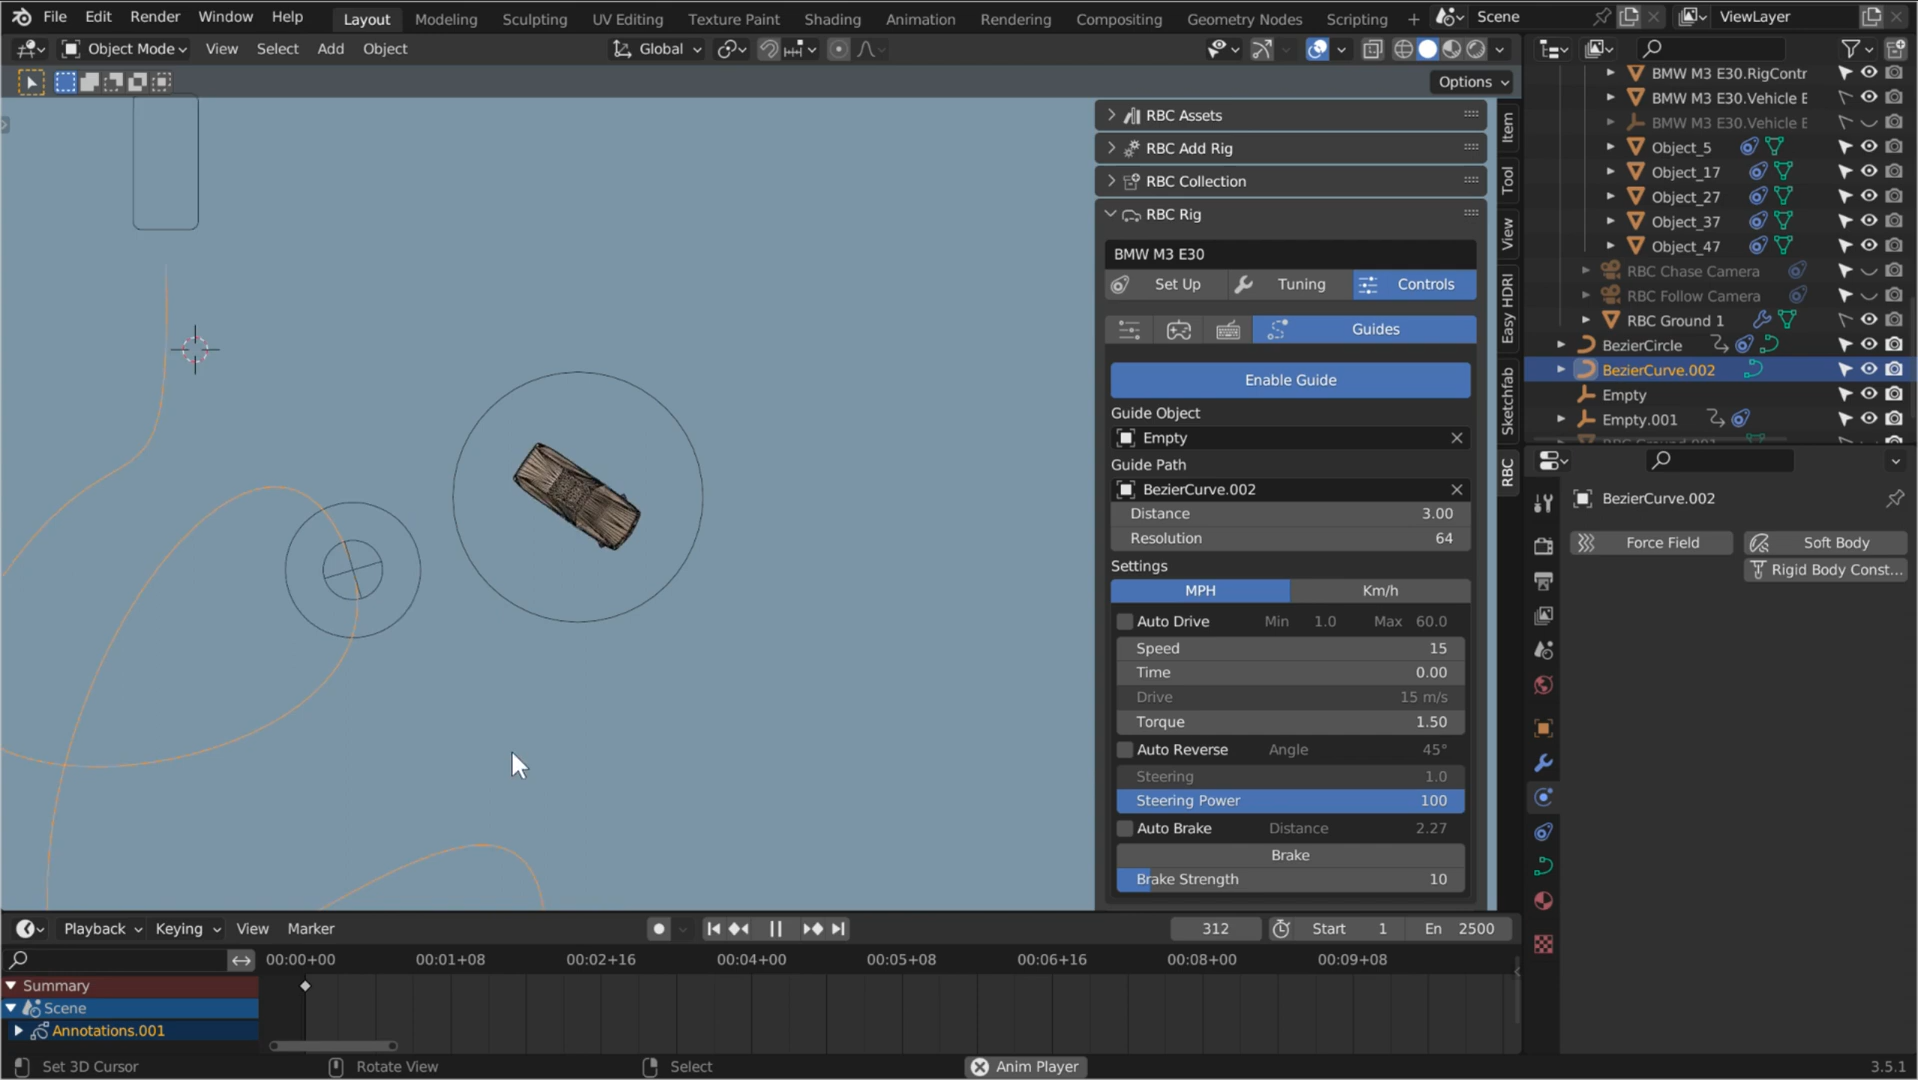 File Edit Render Window Help Layout Modeling Sculpting UV Editing Texture Paint Shading Animation Rendering Compositing Geometry Nodes Scripting + Scene ViewLayer
Object Mode View Select Add Object Global
Options
BMW M3 E30.RigContr
BMW M3 E30.Vehicle E
BMW M3 E30.Vehicle E
Object_5
Object_17
Object_27
Object_37
Object_47
RBC Chase Camera
RBC Follow Camera
RBC Ground 1
BezierCircle
BezierCurve.002
Empty
Empty.001
RBC Ground.001
RBC Assets
RBC Add Rig
RBC Collection
RBC Rig
BMW M3 E30
Set Up Tuning Controls
Guides
Enable Guide
Guide Object
Empty
Guide Path
BezierCurve.002
Distance 3.00
Resolution 64
Settings
MPH Km/h
Auto Drive Min 1.0 Max 60.0
Speed 15
Time 0.00
Drive 15 m/s
Torque 1.50
Auto Reverse Angle 45°
Steering 1.0
Steering Power 100
Auto Brake Distance 2.27
Brake
Brake Strength 10
Item
Tool
View
Easy HDRI
Sketchfab
RBC
BezierCurve.002
Force Field Soft Body
Rigid Body Const...
Playback Keying View Marker 312 Start 1 En 2500
00:00+00 00:01+08 00:02+16 00:04+00 00:05+08 00:06+16 00:08+00 00:09+08
Summary
Scene
Annotations.001
Set 3D Cursor Rotate View Select Anim Player 3.5.1